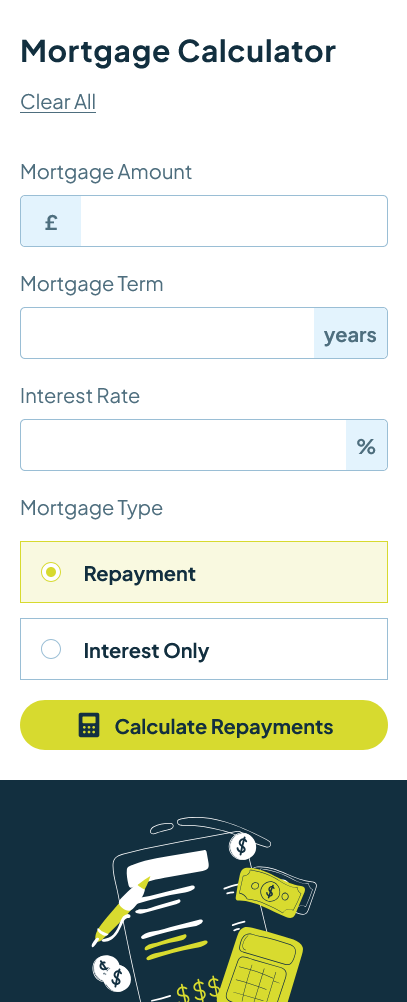 Mortgage Calculator
Clear All
Mortgage Amount
£
Mortgage Term
years
Interest Rate
%
Mortgage Type
Repayment
Interest Only
Calculate Repayments
$
$
$
$
$$$